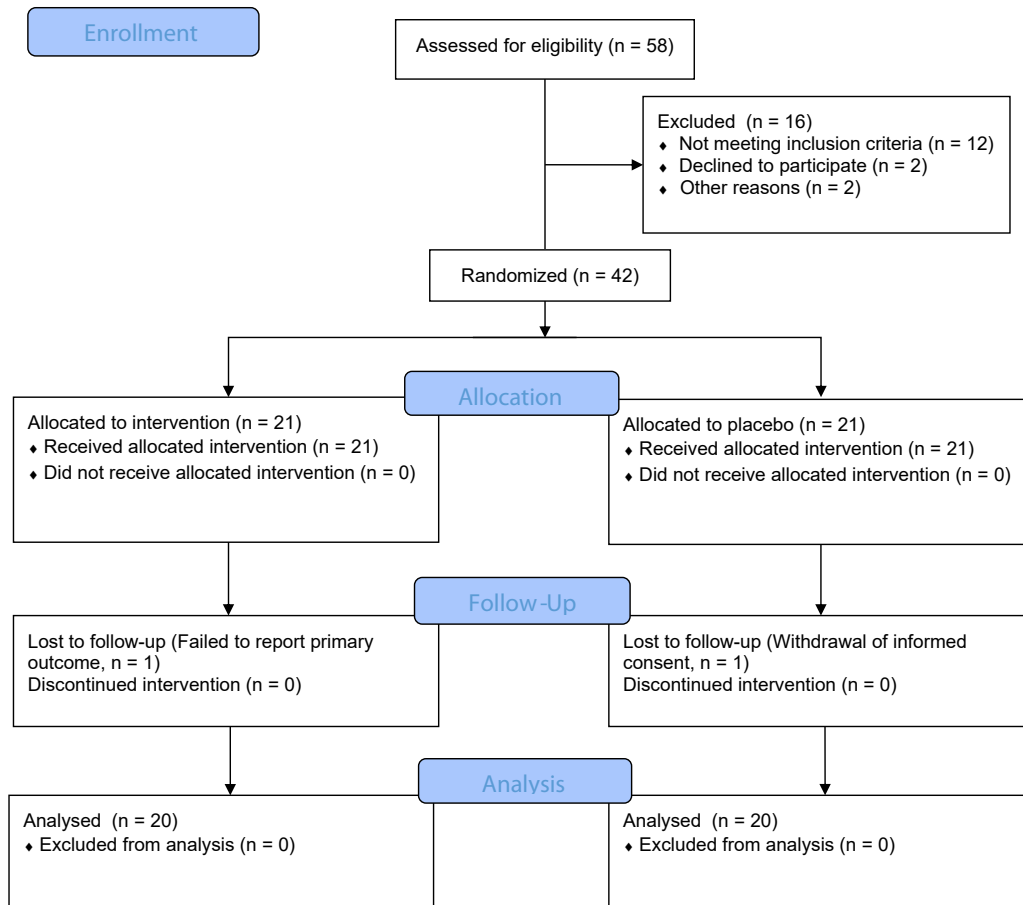 Enrollment
Assessed for eligibility (n = 58)
Excluded (n = 16)
♦ Not meeting inclusion criteria (n = 12)
♦ Declined to participate (n = 2)
♦ Other reasons (n = 2)
Randomized (n = 42)
Allocation
Allocated to intervention (n = 21)
♦ Received allocated intervention (n = 21)
♦ Did not receive allocated intervention (n = 0)
Allocated to placebo (n = 21)
♦ Received allocated intervention (n = 21)
♦ Did not receive allocated intervention (n = 0)
Follow-Up
Lost to follow-up (Failed to report primary
outcome, n = 1)
Discontinued intervention (n = 0)
Lost to follow-up (Withdrawal of informed
consent, n = 1)
Discontinued intervention (n = 0)
Analysis
Analysed (n = 20)
♦ Excluded from analysis (n = 0)
Analysed (n = 20)
♦ Excluded from analysis (n = 0)